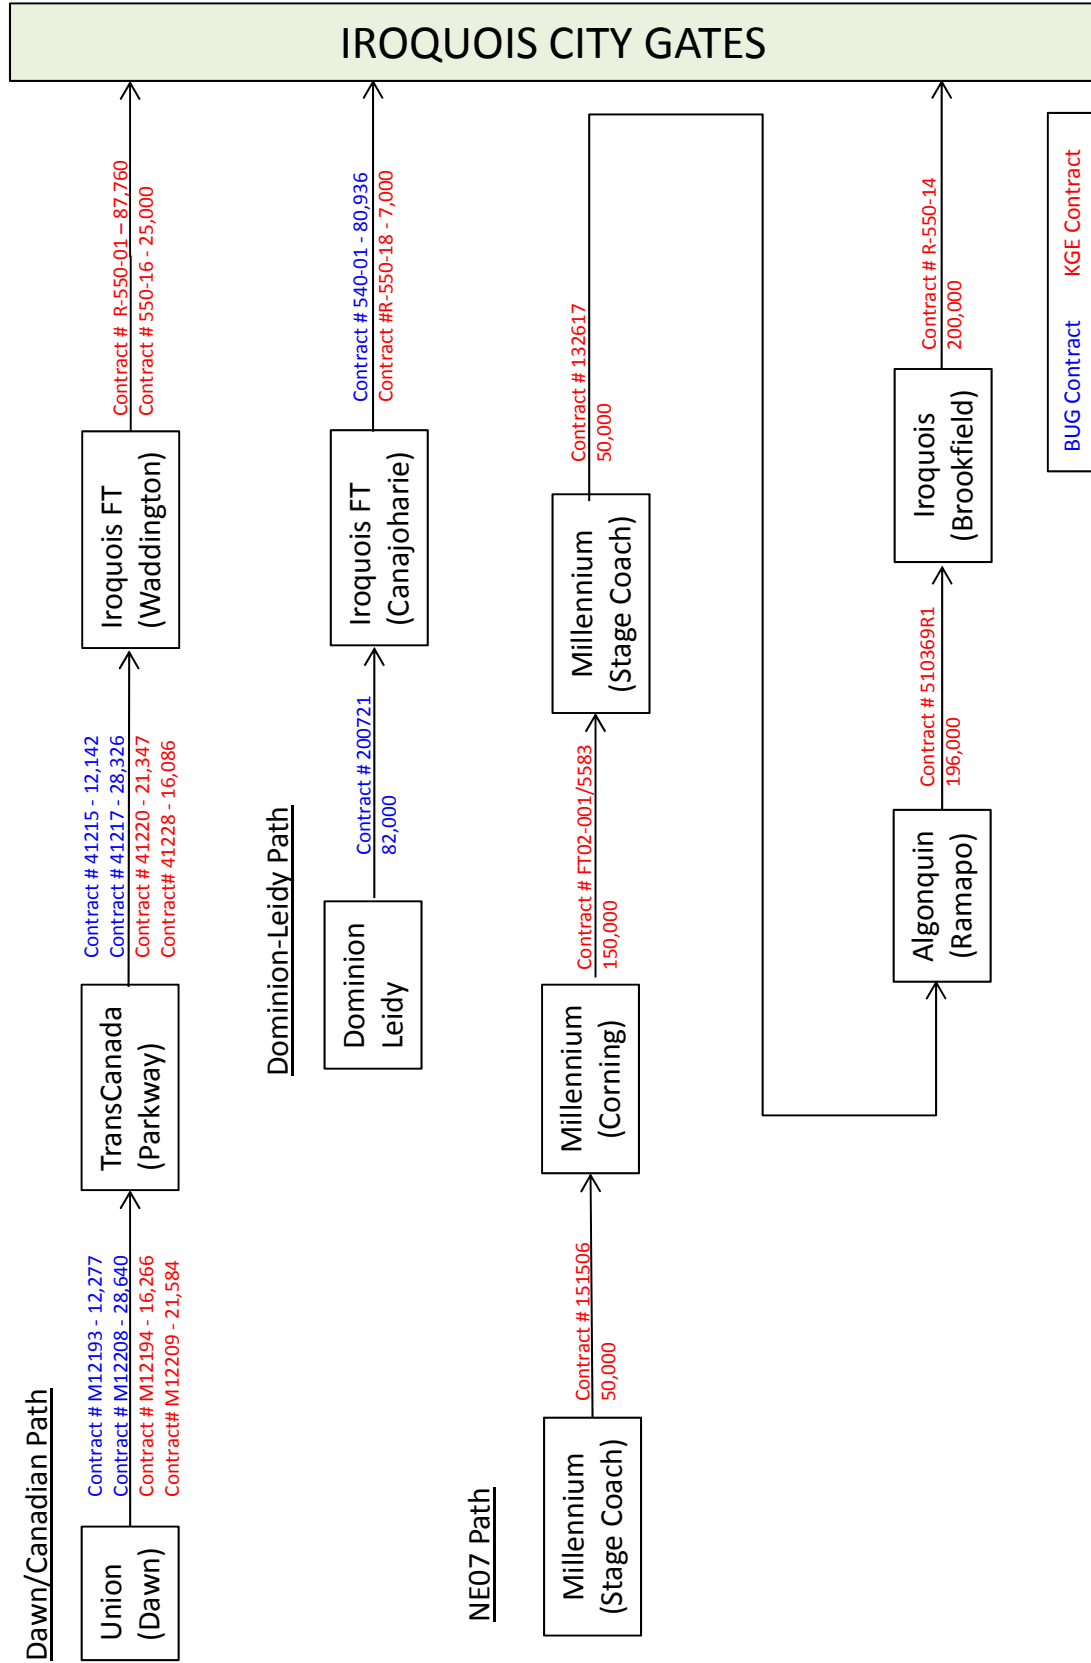 IROQUOIS CITY GATES
Dawn/Canadian Path
Union
(Dawn)
Contract # M12193 - 12,277
Contract # M12208 - 28,640
Contract # M12194 - 16,266
Contract# M12209 - 21,584
TransCanada
(Parkway)
Contract # 41215 - 12,142
Contract # 41217 - 28,326
Contract # 41220 - 21,347
Contract# 41228 - 16,086
Iroquois FT
(Waddington)
Contract # R-550-01 – 87,760
Contract # 550-16 - 25,000
Dominion-Leidy Path
Dominion
Leidy
Contract # 200721
82,000
Iroquois FT
(Canajoharie)
Contract # 540-01 - 80,936
Contract #R-550-18 - 7,000
NE07 Path
Millennium
(Stage Coach)
Contract # 151506
50,000
Millennium
(Corning)
Contract # FT02-001/5583
150,000
Millennium
(Stage Coach)
Contract # 132617
50,000
Algonquin
(Ramapo)
Contract # 510369R1
196,000
Iroquois
(Brookfield)
Contract # R-550-14
200,000
BUG Contract KGE Contract